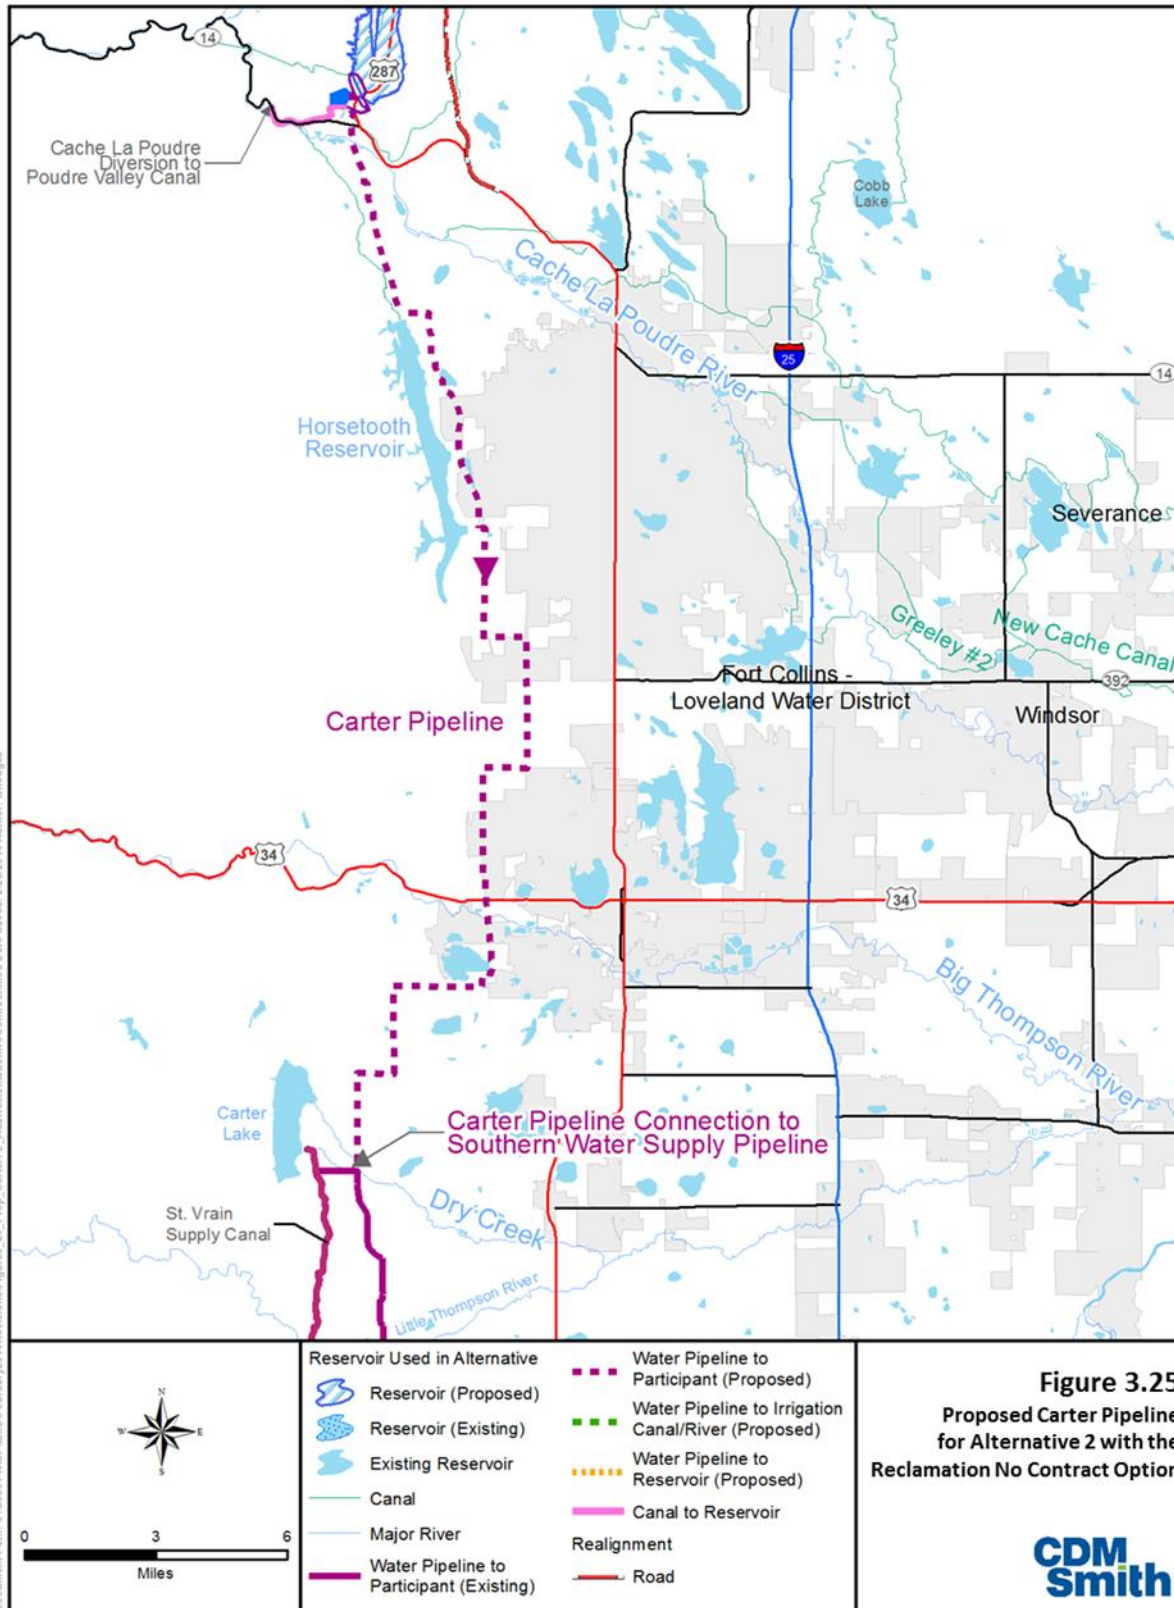 14
287
Cache La Poudre
Diversion to
Poudre Valley Canal
Cobb
Lake
Cache La Poudre River
25
14
Horsetooth
Reservoir
Severance
Greeley #2
New Cache Canal
392
Fort Collins -
Loveland Water District
Windsor
Carter Pipeline
34
34
Big Thompson River
Carter
Lake
Carter Pipeline Connection to
Southern Water Supply Pipeline
Dry Creek
St. Vrain
Supply Canal
Little Thompson River
N
W
E
S
0 3 6
Miles
Reservoir Used in Alternative
Reservoir (Proposed)
Reservoir (Existing)
Existing Reservoir
Canal
Major River
Water Pipeline to
Participant (Existing)
Water Pipeline to
Participant (Proposed)
Water Pipeline to Irrigation
Canal/River (Proposed)
Water Pipeline to
Reservoir (Proposed)
Canal to Reservoir
Realignment
Road
Figure 3.25
Proposed Carter Pipeline
for Alternative 2 with the
Reclamation No Contract Option
CDM
Smith